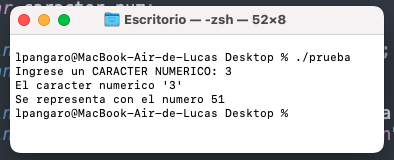 Escritorio — -zsh — 52×8
lpangaro@MacBook-Air-de-Lucas Desktop % ./prueba
Ingrese un CARACTER NUMERICO: 3
El caracter numerico '3'
Se representa con el numero 51
lpangaro@MacBook-Air-de-Lucas Desktop %